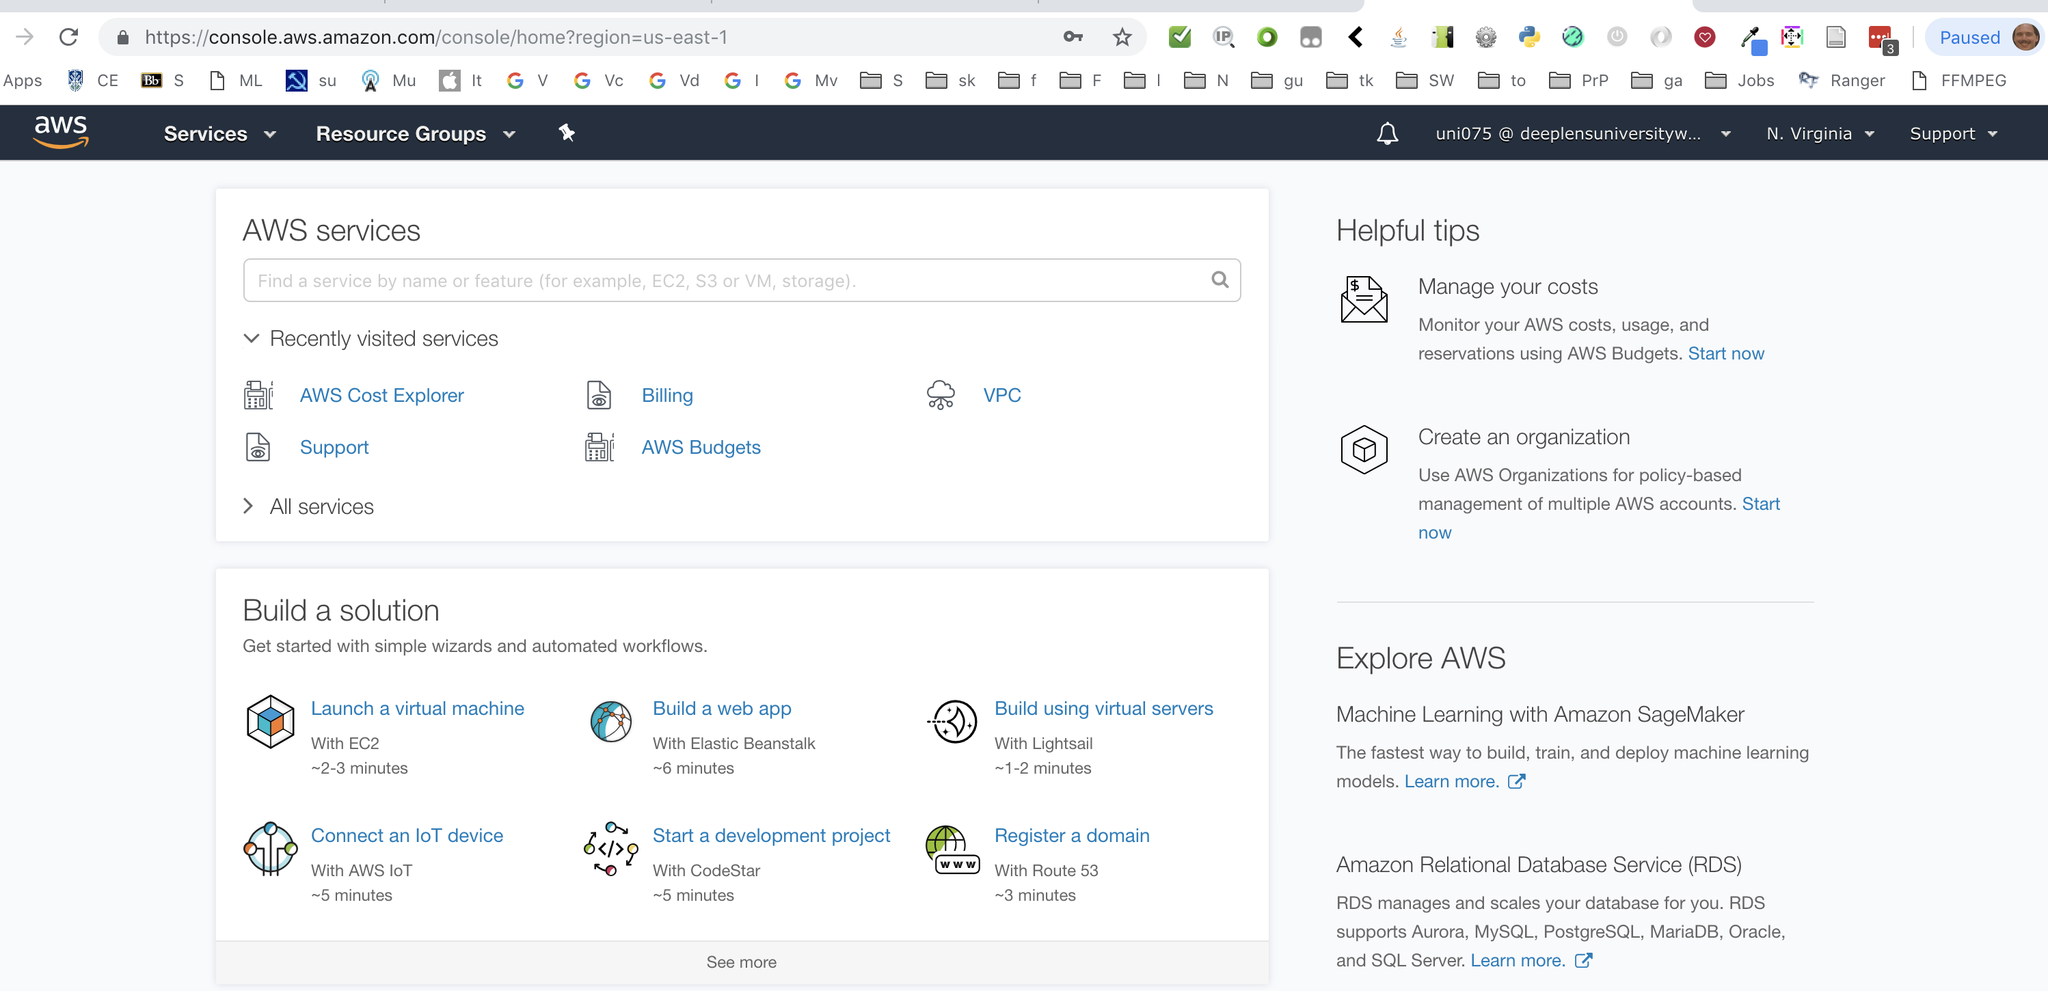 https://console.aws.amazon.com/console/home?region=us-east-1
IP
3
Paused
Apps CE Bb S ML su Mu It G V G Vc G Vd G I G Mv S sk f F l N gu tk SW to PrP ga Jobs Ranger FFMPEG
aws Services Resource Groups uni075 @ deeplensuniversityw... N. Virginia Support
AWS services
Find a service by name or feature (for example, EC2, S3 or VM, storage).
Recently visited services
AWS Cost Explorer Billing VPC
Support AWS Budgets
All services
Build a solution
Get started with simple wizards and automated workflows.
Launch a virtual machine
With EC2
~2-3 minutes
Build a web app
With Elastic Beanstalk
~6 minutes
Build using virtual servers
With Lightsail
~1-2 minutes
Connect an IoT device
With AWS IoT
~5 minutes
</>
Start a development project
With CodeStar
~5 minutes
www
Register a domain
With Route 53
~3 minutes
See more
Helpful tips
$
Manage your costs
Monitor your AWS costs, usage, and
reservations using AWS Budgets. Start now
Create an organization
Use AWS Organizations for policy-based
management of multiple AWS accounts. Start
now
Explore AWS
Machine Learning with Amazon SageMaker
The fastest way to build, train, and deploy machine learning
models. Learn more.
Amazon Relational Database Service (RDS)
RDS manages and scales your database for you. RDS
supports Aurora, MySQL, PostgreSQL, MariaDB, Oracle,
and SQL Server. Learn more.